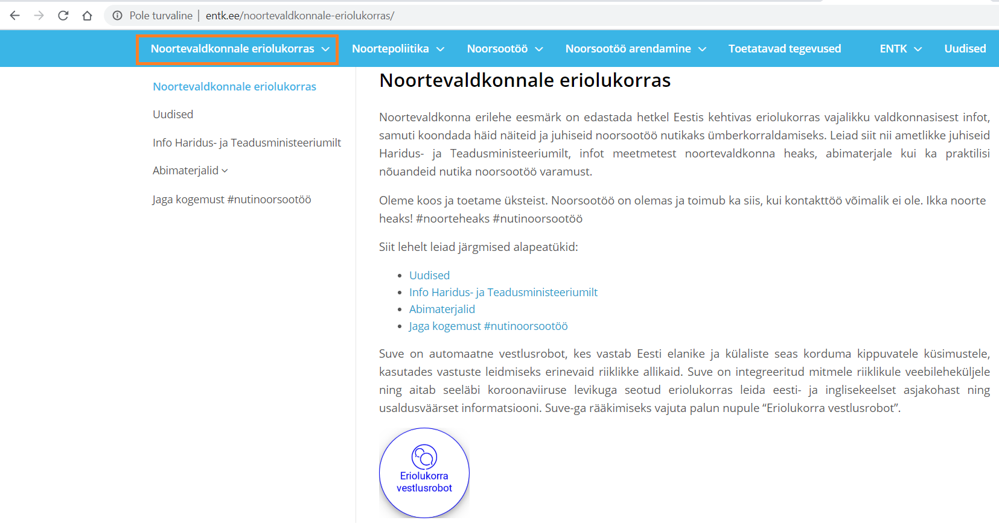 Pole turvaline | entk.ee/noortevaldkonnale-eriolukorras/
Noortevaldkonnale eriolukorras Noortepoliitika Noorsootöö Noorsootöö arendamine Toetatavad tegevused ENTK Uudised
Noortevaldkonnale eriolukorras
Uudised
Info Haridus- ja Teadusministeeriumilt
Abimaterjalid
Jaga kogemust #nutinoorsootöö
Noortevaldkonnale eriolukorras
Noortevaldkonna erilehe eesmärk on edastada hetkel Eestis kehtivas eriolukorras vajalikku valdkonnasisest infot,
samuti koondada häid näiteid ja juhiseid noorsootöö nutikaks ümberkorraldamiseks. Leiad siit nii ametlikke juhiseid
Haridus- ja Teadusministeeriumilt, infot meetmetest noortevaldkonna heaks, abimaterjale kui ka praktilisi
nõuandeid nutika noorsootöö varamust.
Oleme koos ja toetame üksteist. Noorsootöö on olemas ja toimub ka siis, kui kontakttöö võimalik ei ole. Ikka noorte
heaks! #noorteheaks #nutinoorsootöö
Siit lehelt leiad järgmised alapeatükid:
• Uudised
• Info Haridus- ja Teadusministeeriumilt
• Abimaterjalid
• Jaga kogemust #nutinoorsootöö
Suve on automaatne vestlusrobot, kes vastab Eesti elanike ja külaliste seas korduma kippuvatele küsimustele,
kasutades vastuste leidmiseks erinevaid riiklikke allikaid. Suve on integreeritud mitmele riiklikule veebileheküljele
ning aitab seeläbi koroonaviiruse levikuga seotud eriolukorras leida eesti- ja inglisekeelset asjakohast ning
usaldusväärset informatsiooni. Suve-ga rääkimiseks vajuta palun nupule “Eriolukorra vestlusrobot”.
Eriolukorra
vestlusrobot